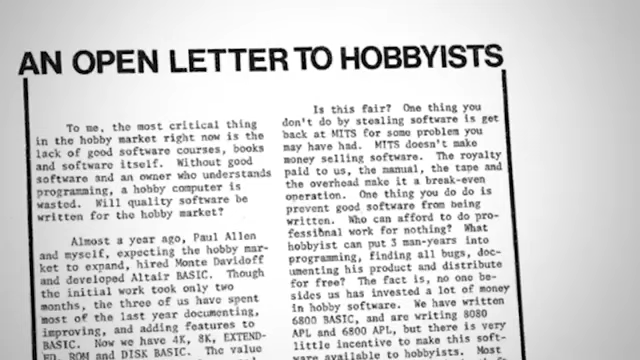 AN OPEN LETTER TO HOBBYISTS
To me, the most critical thing
in the hobby market right now is the
lack of good software courses, books
and software itself. Without good
software and an owner who understands
programming, a hobby computer is
wasted. Will quality software be
written for the hobby market?
Almost a year ago, Paul Allen
and myself, expecting the hobby mar-
ket to expand, hired Monte Davidoff
and developed Altair BASIC. Though
the initial work took only two
months, the three of us have spent
most of the last year documenting,
improving, and adding features to
BASIC. Now we have 4K, 8K, EXTEND-
ED, ROM and DISK BASIC. The value
Is this fair? One thing you
don't do by stealing software is get
back at MITS for some problem you
may have had. MITS doesn't make
money selling software. The royalty
paid to us, the manual, the tape and
the overhead make it a break-even
operation. One thing you do do is
prevent good software from being
written. Who can afford to do pro-
fessional work for nothing? What
hobbyist can put 3 man-years into
programming, finding all bugs, doc-
umenting his product and distribute
for free? The fact is, no one be-
sides us has invested a lot of money
in hobby software. We have written
6800 BASIC, and are writing 8080
APL and 6800 APL, but there is very
little incentive to make this soft-
ware available to hobbyists. Most